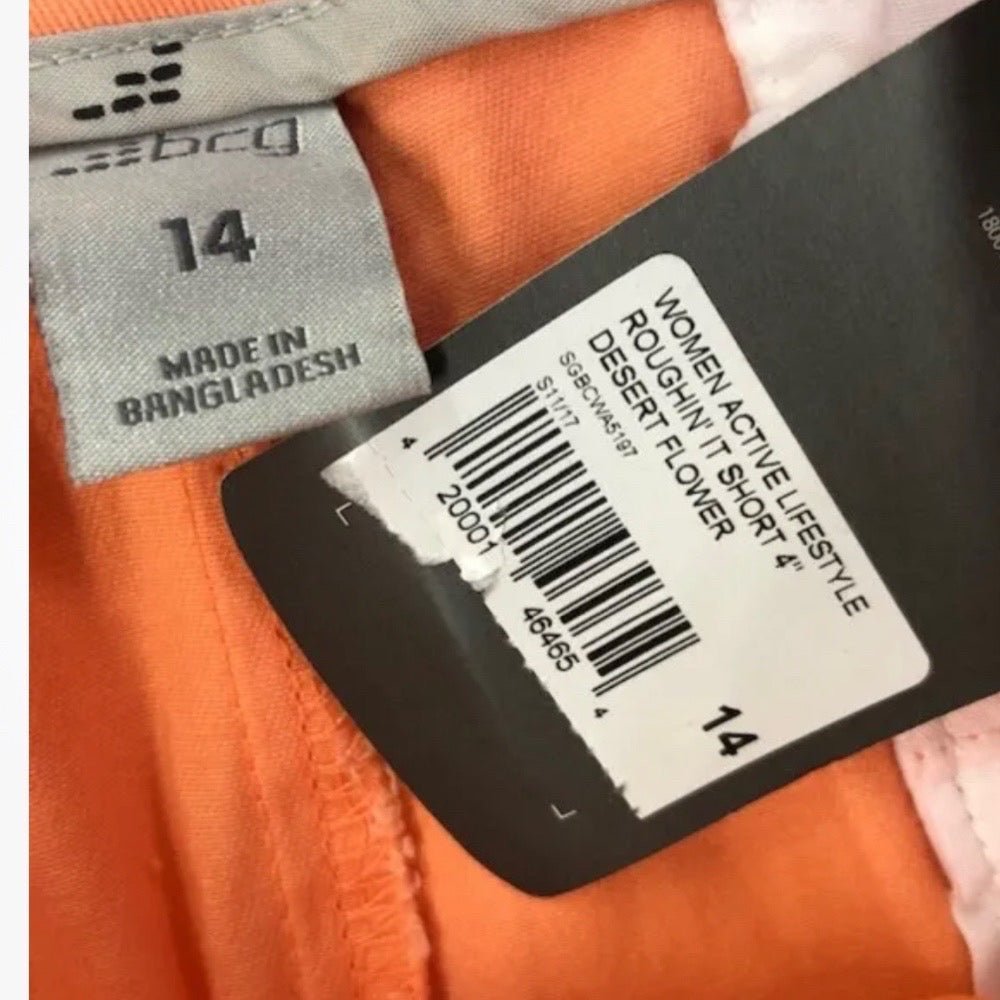 bcg
14
MADE IN
BANGLADESH
WOMEN ACTIVE LIFESTYLE
ROUGHIN' IT SHORT 4"
DESERT FLOWER
SGBCWA5197
S11/17
4 20001 46465 4
14